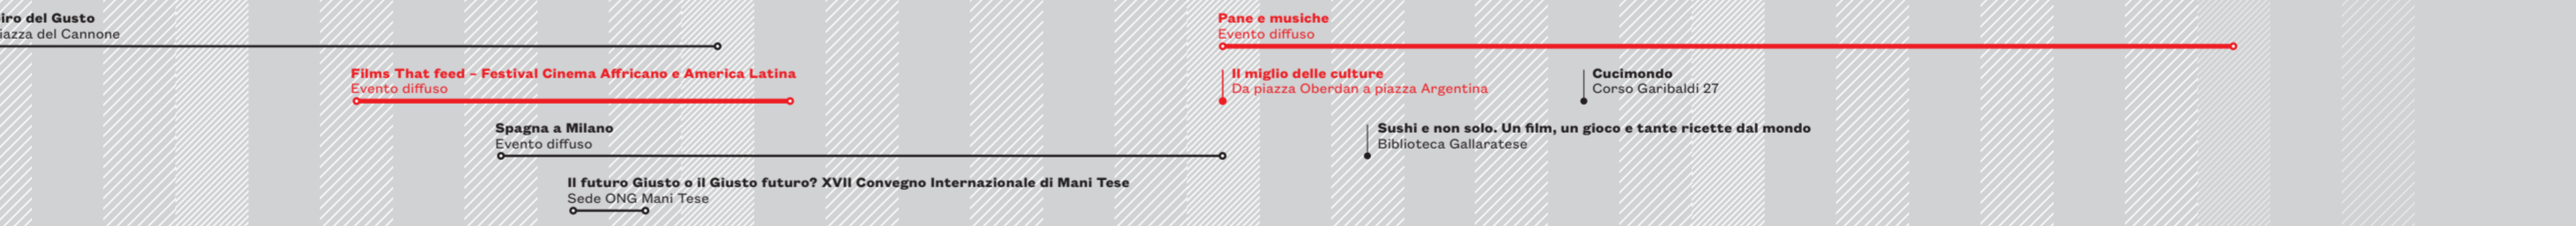 iro del Gusto
iazza del Cannone
Pane e musiche
Evento diffuso
Films That feed – Festival Cinema Affricano e America Latina
Evento diffuso
Il miglio delle culture
Da piazza Oberdan a piazza Argentina
Cucimondo
Corso Garibaldi 27
Spagna a Milano
Evento diffuso
Sushi e non solo. Un film, un gioco e tante ricette dal mondo
Biblioteca Gallaratese
Il futuro Giusto o il Giusto futuro? XVII Convegno Internazionale di Mani Tese
Sede ONG Mani Tese